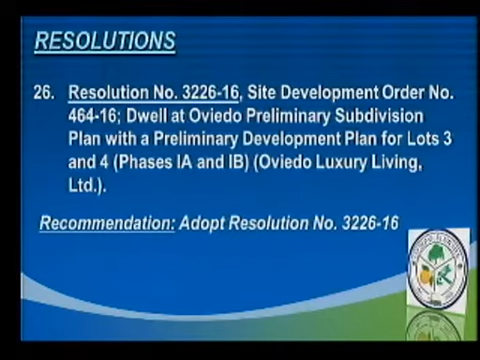 RESOLUTIONS
26. Resolution No. 3226-16, Site Development Order No.
464-16; Dwell at Oviedo Preliminary Subdivision
Plan with a Preliminary Development Plan for Lots 3
and 4 (Phases IA and IB) (Oviedo Luxury Living,
Ltd.).
Recommendation: Adopt Resolution No. 3226-16